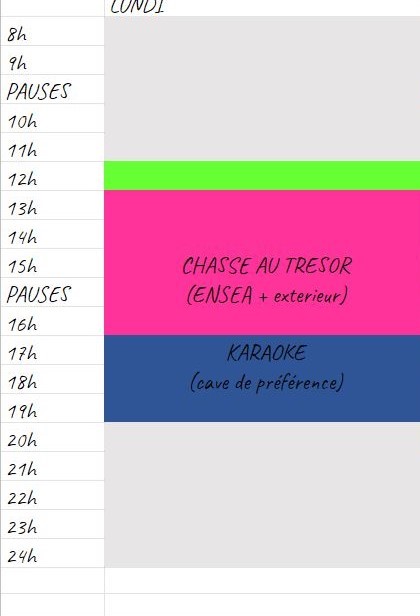 LUNDI
8h
9h
PAUSES
10h
11h
12h
13h
14h
15h
CHASSE AU TRESOR
PAUSES
(ENSEA + exterieur)
16h
17h
KARAOKE
18h
(cave de préférence)
19h
20h
21h
22h
23h
24h